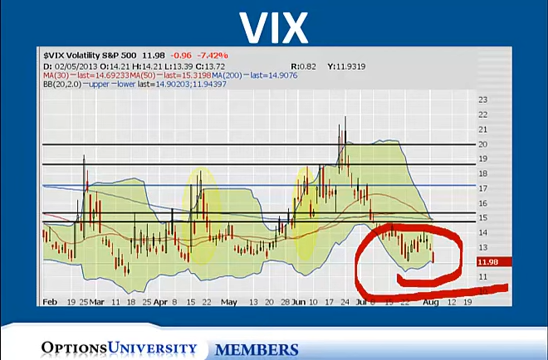 VIX
$VIX Volatility S&P 500 11.98 -0.96 -7.42%
D: 02/05/2013 O:14.21 H:14.21 L:13.39 C:13.72 R:0.82 Y:11.9319
MA(30) last=14.69233 MA(50) last=15.3198 MA(200) last=14.9076
BB(20,2.0) upper lower last=14.90203;11.94397
23
22
21
20
19
18
17
16
15
14
13
12
11.98
11
10
Feb 19 25 Mar 11 18 25 Apr 8 15 22 May 13 20 28 Jun 10 17 24 Jul 8 15 22 Aug 12 19
OPTIONSUNIVERSITY MEMBERS